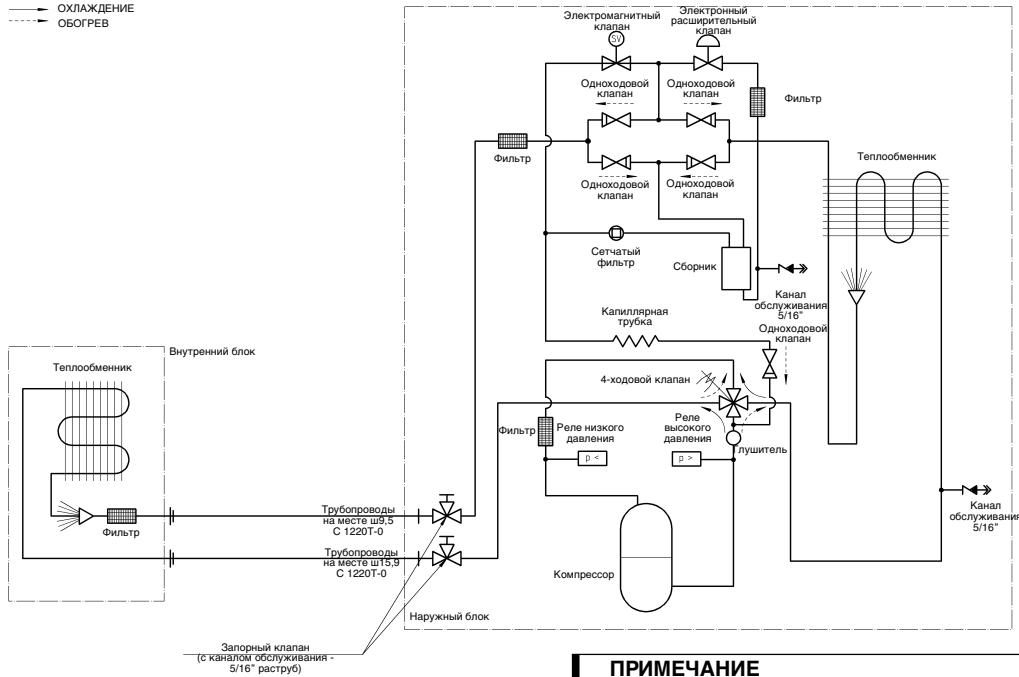 ОХЛАЖДЕНИЕ
ОБОГРЕВ
Электромагнитный
клапан
SV
Электронный
расширительный
клапан
Одноходовой
клапан
Одноходовой
клапан
Фильтр
Фильтр
Теплообменник
Одноходовой
клапан
Одноходовой
клапан
Сетчатый
фильтр
Сборник
Канал
обслуживания
5/16"
Капиллярная
трубка
Одноходовой
клапан
Внутренний блок
Теплообменник
4-ходовой клапан
Фильтр
Реле низкого
давления
Реле
высокого
давления
Глушитель
p <
p >
Канал
обслуживания
5/16"
Трубопроводы
на месте ш9,5
С 1220Т-0
Фильтр
Трубопроводы
на месте ш15,9
С 1220Т-0
Компрессор
Наружный блок
Запорный клапан
(с каналом обслуживания -
5/16" раструб)
ПРИМЕЧАНИЕ